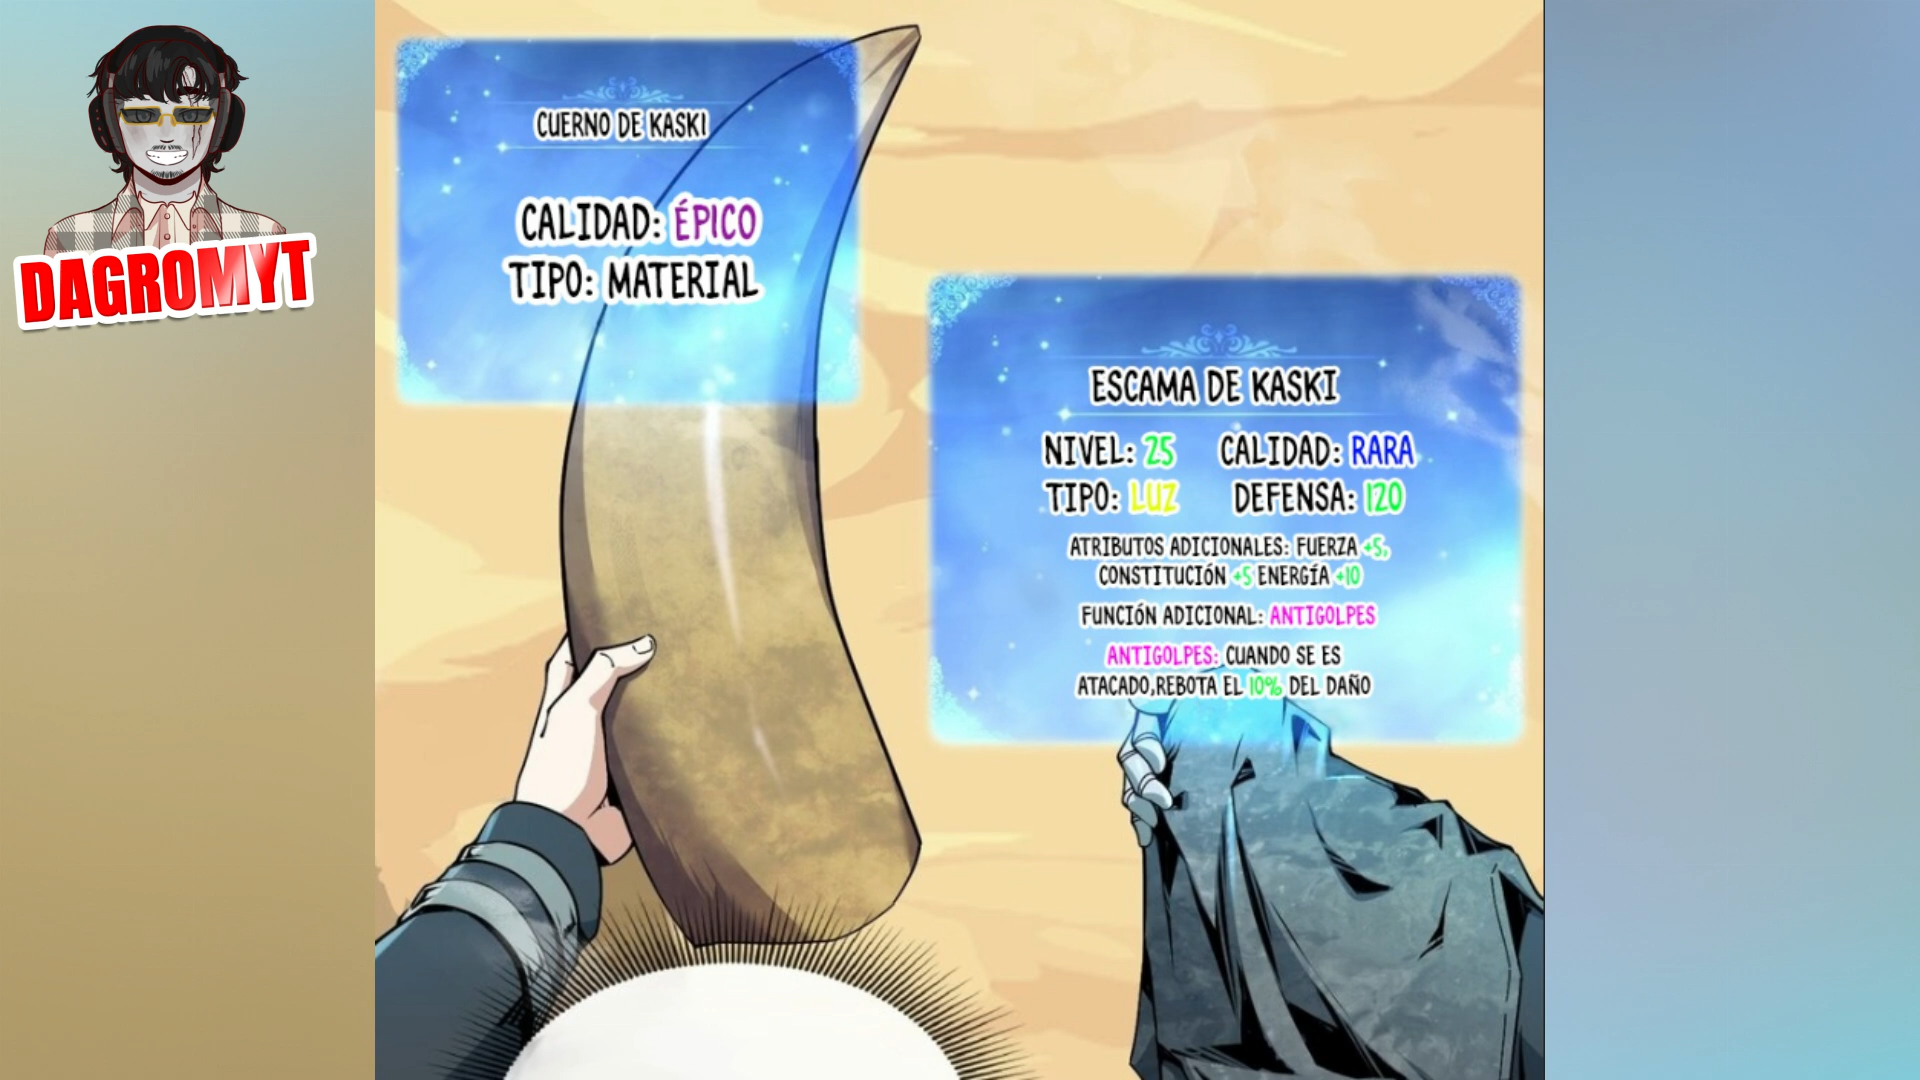 DAGROMYT
CUERNO DE KASKI
CALIDAD: ÉPICO
TIPO: MATERIAL
ESCAMA DE KASKI
NIVEL: 25 CALIDAD: RARA
TIPO: LUZ DEFENSA: 120
ATRIBUTOS ADICIONALES: FUERZA +5,
CONSTITUCIÓN +5 ENERGÍA +10
FUNCIÓN ADICIONAL: ANTIGOLPES
ANTIGOLPES: CUANDO SE ES
ATACADO,REBOTA EL 10% DEL DAÑO